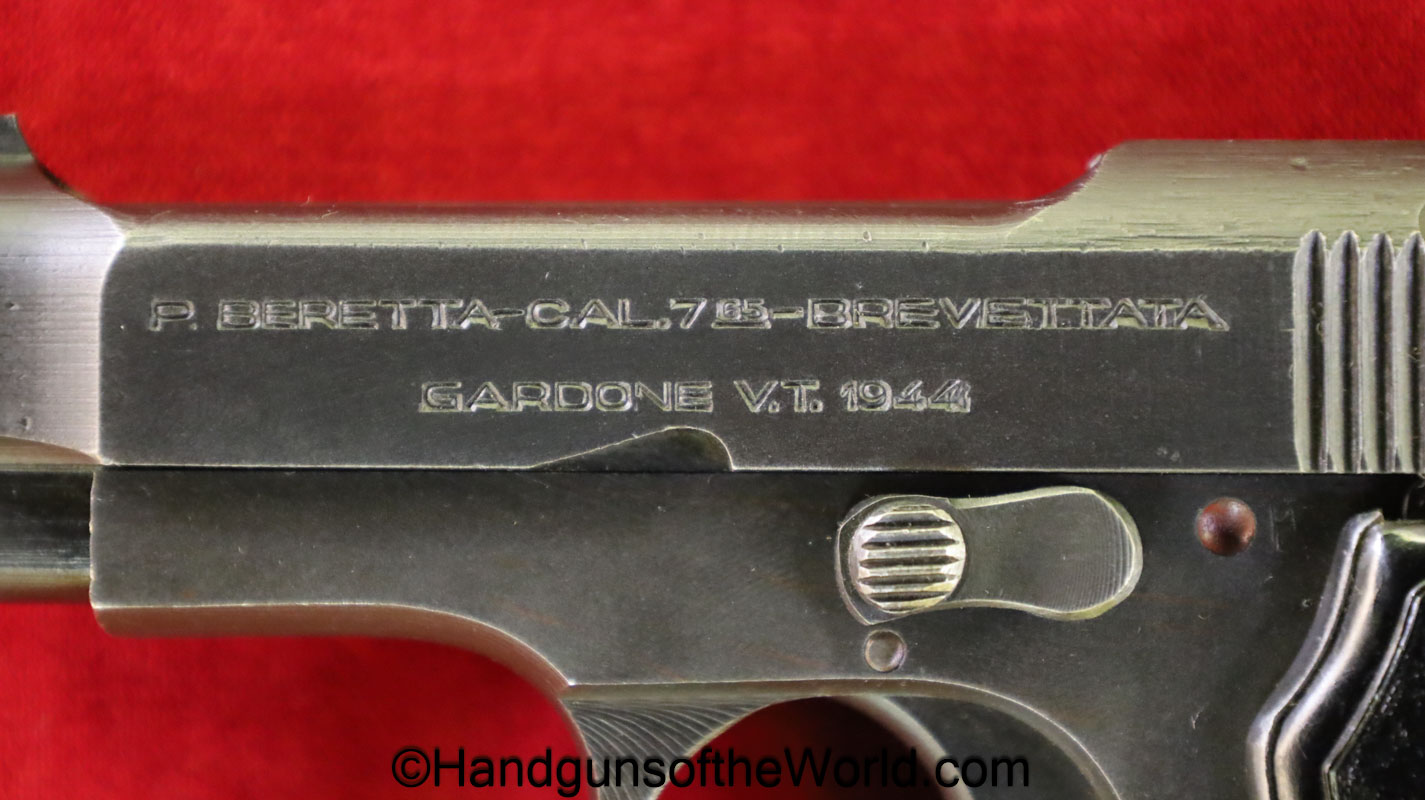 P. BERETTA-CAL.7 65-BREVETTATA
GARDONE V.T. 1944
©HandgunsoftheWorld.com